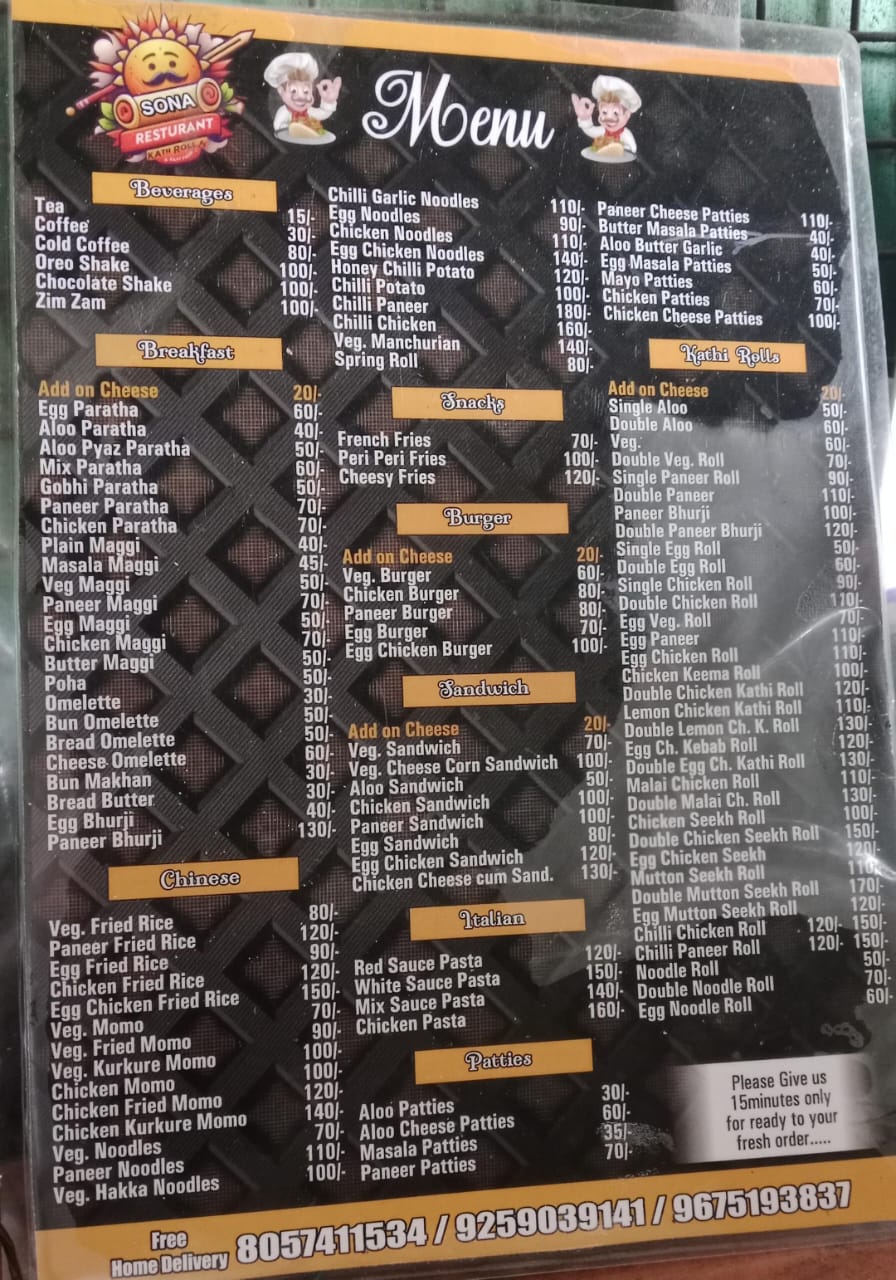 SONA
RESTURANT
KATH ROLL &
Menu
Beverages
Tea 15/-
Coffee 30/-
Cold Coffee 80/-
Oreo Shake 100/-
Chocolate Shake 100/-
Zim Zam 100/-
Breakfast
Add on Cheese 20/-
Egg Paratha 60/-
Aloo Paratha 40/-
Aloo Pyaz Paratha 50/-
Mix Paratha 60/-
Gobhi Paratha 50/-
Paneer Paratha 70/-
Chicken Paratha 70/-
Plain Maggi 40/-
Masala Maggi 45/-
Veg Maggi 50/-
Paneer Maggi 70/-
Egg Maggi 50/-
Chicken Maggi 70/-
Butter Maggi 50/-
Poha 50/-
Omelette 30/-
Bun Omelette 50/-
Bread Omelette 50/-
Cheese Omelette 60/-
Bun Makhan 30/-
Bread Butter 30/-
Egg Bhurji 40/-
Paneer Bhurji 130/-
Chinese
Veg. Fried Rice 80/-
Paneer Fried Rice 120/-
Egg Fried Rice 90/-
Chicken Fried Rice 120/-
Egg Chicken Fried Rice 150/-
Veg. Momo 70/-
Veg. Fried Momo 90/-
Veg. Kurkure Momo 100/-
Chicken Momo 100/-
Chicken Fried Momo 120/-
Chicken Kurkure Momo 140/-
Veg. Noodles 70/-
Paneer Noodles 110/-
Veg. Hakka Noodles 100/-
Chilli Garlic Noodles 110/-
Egg Noodles 90/-
Chicken Noodles 110/-
Egg Chicken Noodles 140/-
Honey Chilli Potato 120/-
Chilli Potato 100/-
Chilli Paneer 180/-
Chilli Chicken 160/-
Veg. Manchurian 140/-
Spring Roll 80/-
Snacks
French Fries 70/-
Peri Peri Fries 100/-
Cheesy Fries 120/-
Burger
Add on Cheese 20/-
Veg. Burger 60/-
Chicken Burger 80/-
Paneer Burger 80/-
Egg Burger 70/-
Egg Chicken Burger 100/-
Sandwich
Add on Cheese 20/-
Veg. Sandwich 70/-
Veg. Cheese Corn Sandwich 100/-
Aloo Sandwich 50/-
Chicken Sandwich 100/-
Paneer Sandwich 100/-
Egg Sandwich 80/-
Egg Chicken Sandwich 120/-
Chicken Cheese cum Sand. 130/-
Italian
Red Sauce Pasta 120/-
White Sauce Pasta 150/-
Mix Sauce Pasta 140/-
Chicken Pasta 160/-
Patties
Aloo Patties 30/-
Aloo Cheese Patties 60/-
Masala Patties 35/-
Paneer Patties 70/-
Paneer Cheese Patties 110/-
Butter Masala Patties 40/-
Aloo Butter Garlic 40/-
Egg Masala Patties 50/-
Mayo Patties 60/-
Chicken Patties 70/-
Chicken Cheese Patties 100/-
Kathi Rolls
Add on Cheese 20/-
Single Aloo 50/-
Double Aloo 60/-
Veg. 60/-
Double Veg. Roll 70/-
Single Paneer Roll 90/-
Double Paneer 110/-
Paneer Bhurji 100/-
Double Paneer Bhurji 120/-
Single Egg Roll 50/-
Double Egg Roll 60/-
Single Chicken Roll 90/-
Double Chicken Roll 110/-
Egg Veg. Roll 70/-
Egg Paneer 110/-
Egg Chicken Roll 110/-
Chicken Keema Roll 100/-
Double Chicken Kathi Roll 120/-
Lemon Chicken Kathi Roll 110/-
Double Lemon Ch. K. Roll 130/-
Egg Ch. Kebab Roll 120/-
Double Egg Ch. Kathi Roll 130/-
Malai Chicken Roll 110/-
Double Malai Ch. Roll 130/-
Chicken Seekh Roll 100/-
Double Chicken Seekh Roll 150/-
Egg Chicken Seekh 120/-
Mutton Seekh Roll 110/-
Double Mutton Seekh Roll 170/-
Egg Mutton Seekh Roll 120/-
Chilli Chicken Roll 120/- 150/-
Chilli Paneer Roll 120/- 150/-
Noodle Roll 50/-
Double Noodle Roll 70/-
Egg Noodle Roll 60/-
Please Give us
15minutes only
for ready to your
fresh order.....
Free
Home Delivery 8057411534 / 9259039141 / 9675193837